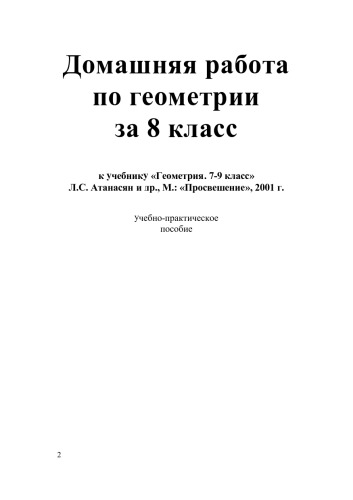 Домашняя работа
по геометрии
за 8 класс
к учебнику «Геометрия. 7-9 класс»
Л.С. Атанасян и др., М.: «Просвещение», 2001 г.
Учебно-практическое
пособие
2